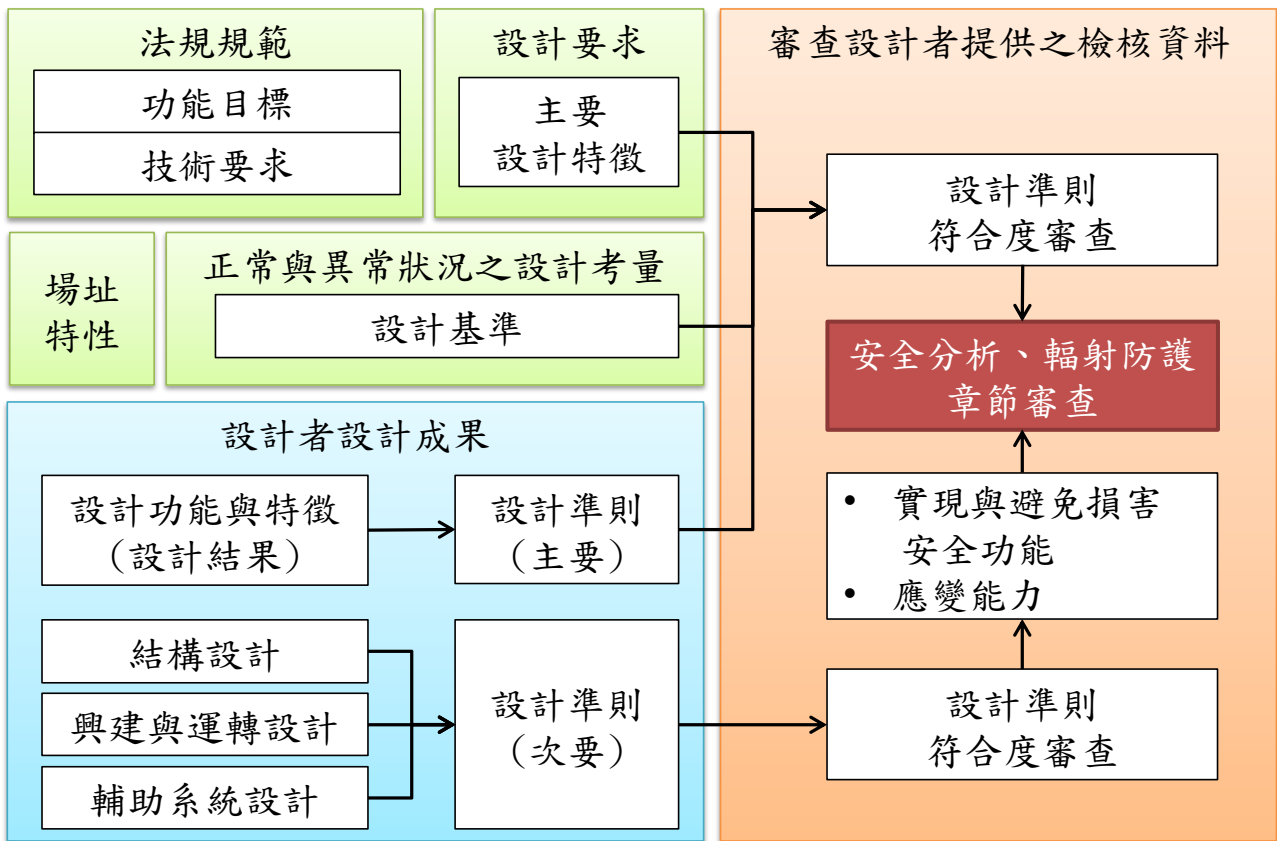 法規規範
功能目標
技術要求
設計要求
主要
設計特徵
場址
特性
正常與異常狀況之設計考量
設計基準
設計者設計成果
設計功能與特徵
(設計結果)
設計準則
(主要)
結構設計
興建與運轉設計
輔助系統設計
設計準則
(次要)
審查設計者提供之檢核資料
設計準則
符合度審查
安全分析、輻射防護
章節審查
• 實現與避免損害
安全功能
• 應變能力
設計準則
符合度審查